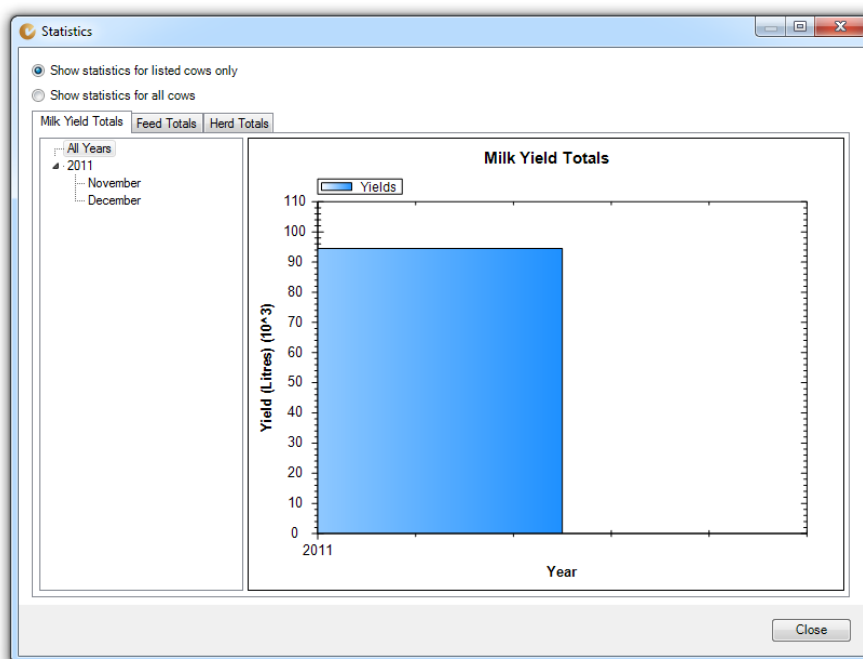 Statistics
Show statistics for listed cows only
Show statistics for all cows
Milk Yield Totals Feed Totals Herd Totals
All Years
2011
November
December
Milk Yield Totals
Yields
110
100
90
80
70
60
50
40
30
20
10
0
Yield (Litres) (10^3)
2011
Year
Close